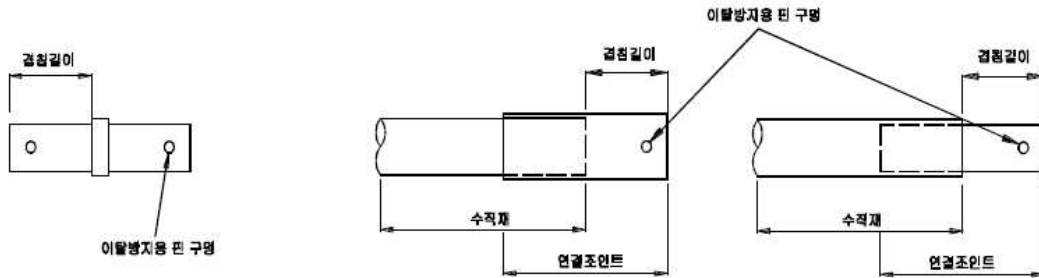 이탈방지용 핀 구멍
겹침길이
겹침길이
겹침길이
수직재
수직재
이탈방지용 핀 구멍
연결조인트
연결조인트